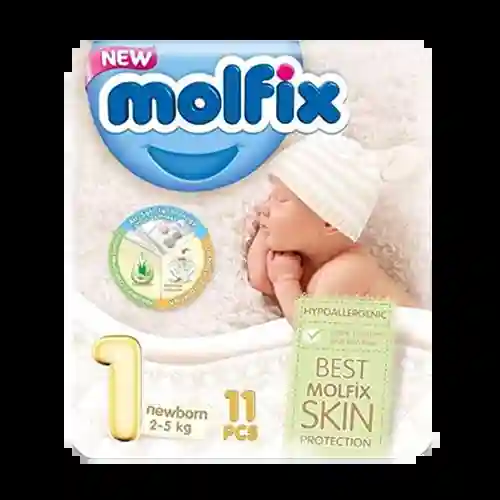 NEW
molfix
HYPOALLERGENIC
BEST
MOLFIX
SKIN
PROTECTION
1
newborn
2-5 kg
11
PCS